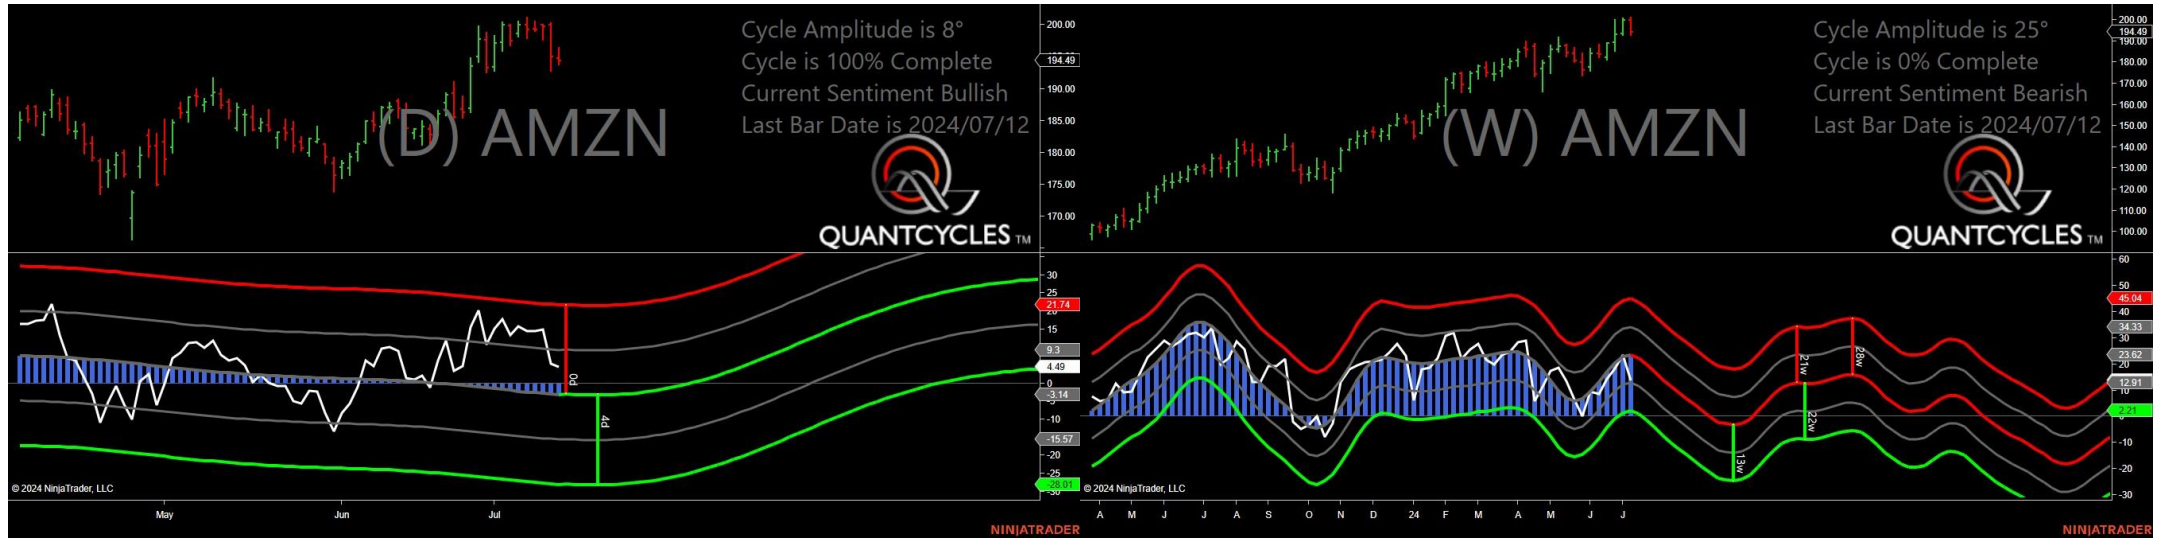 Cycle Amplitude is 8°
Cycle is 100% Complete
Current Sentiment Bullish
Last Bar Date is 2024/07/12
(D) AMZN
QUANTCYCLES TM
200.00
194.49
190.00
185.00
180.00
175.00
170.00
30
25
21.74
20
15
9.3
4.49
0
-3.14
-5
-10
-15.57
-20
-25
-28.01
-30
0d
4d
© 2024 NinjaTrader, LLC
May
Jun
Jul
NINJATRADER
Cycle Amplitude is 25°
Cycle is 0% Complete
Current Sentiment Bearish
Last Bar Date is 2024/07/12
(W) AMZN
QUANTCYCLES TM
200.00
194.49
190.00
180.00
170.00
160.00
150.00
140.00
130.00
120.00
110.00
100.00
60
50
45.04
40
34.33
30
23.62
20
12.91
10
2.21
-10
-20
-30
21w
28w
22w
13w
© 2024 NinjaTrader, LLC
A M J J A S O N D 24 F M A M J J
NINJATRADER